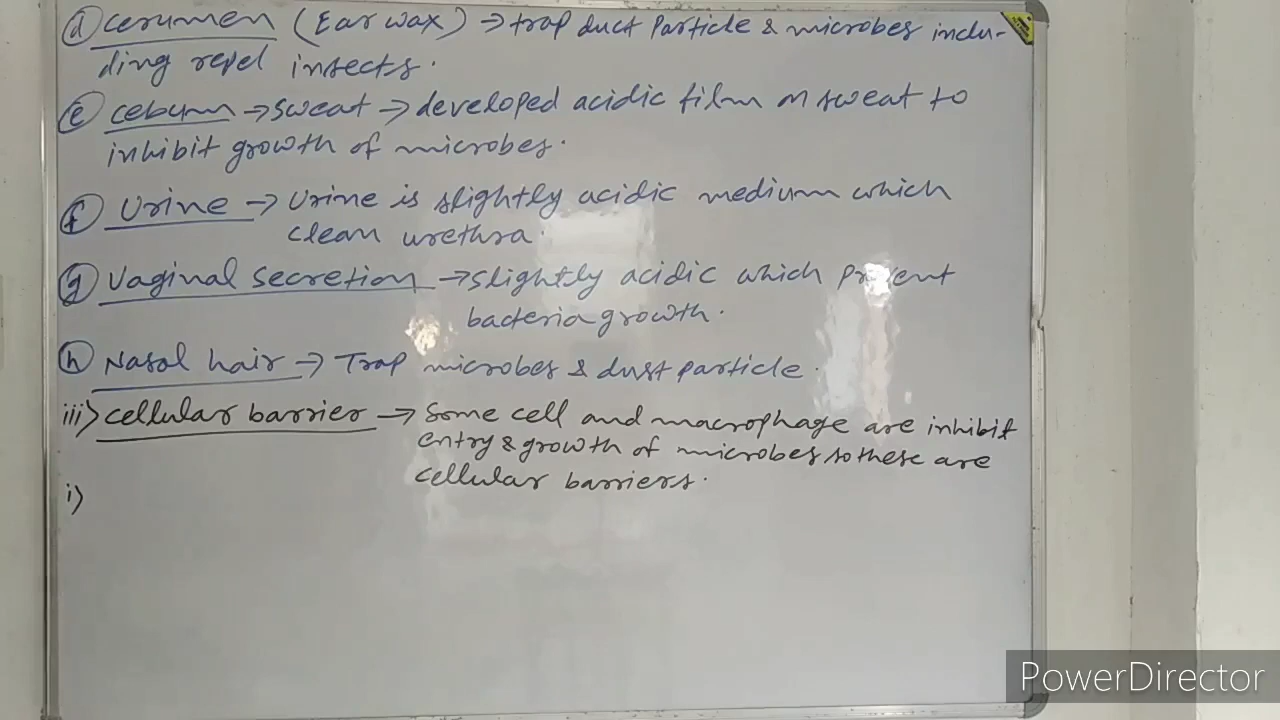 d) cerumen (Ear wax) → trap duct Particle & microbes inclu-
ding repel insects.
e) cebum → sweat → developed acidic film on sweat to
inhibit growth of microbes.
f) Urine → Urine is slightly acidic medium which
clean urethra.
g) Vaginal secretion → slightly acidic which prevent
bacteria growth.
h) Nasal hair → Trap microbes & dust particle.
iii) cellular barrier → Some cell and macrophage are inhibit
entry & growth of microbes so these are
cellular barriers.
i)
PowerDirector